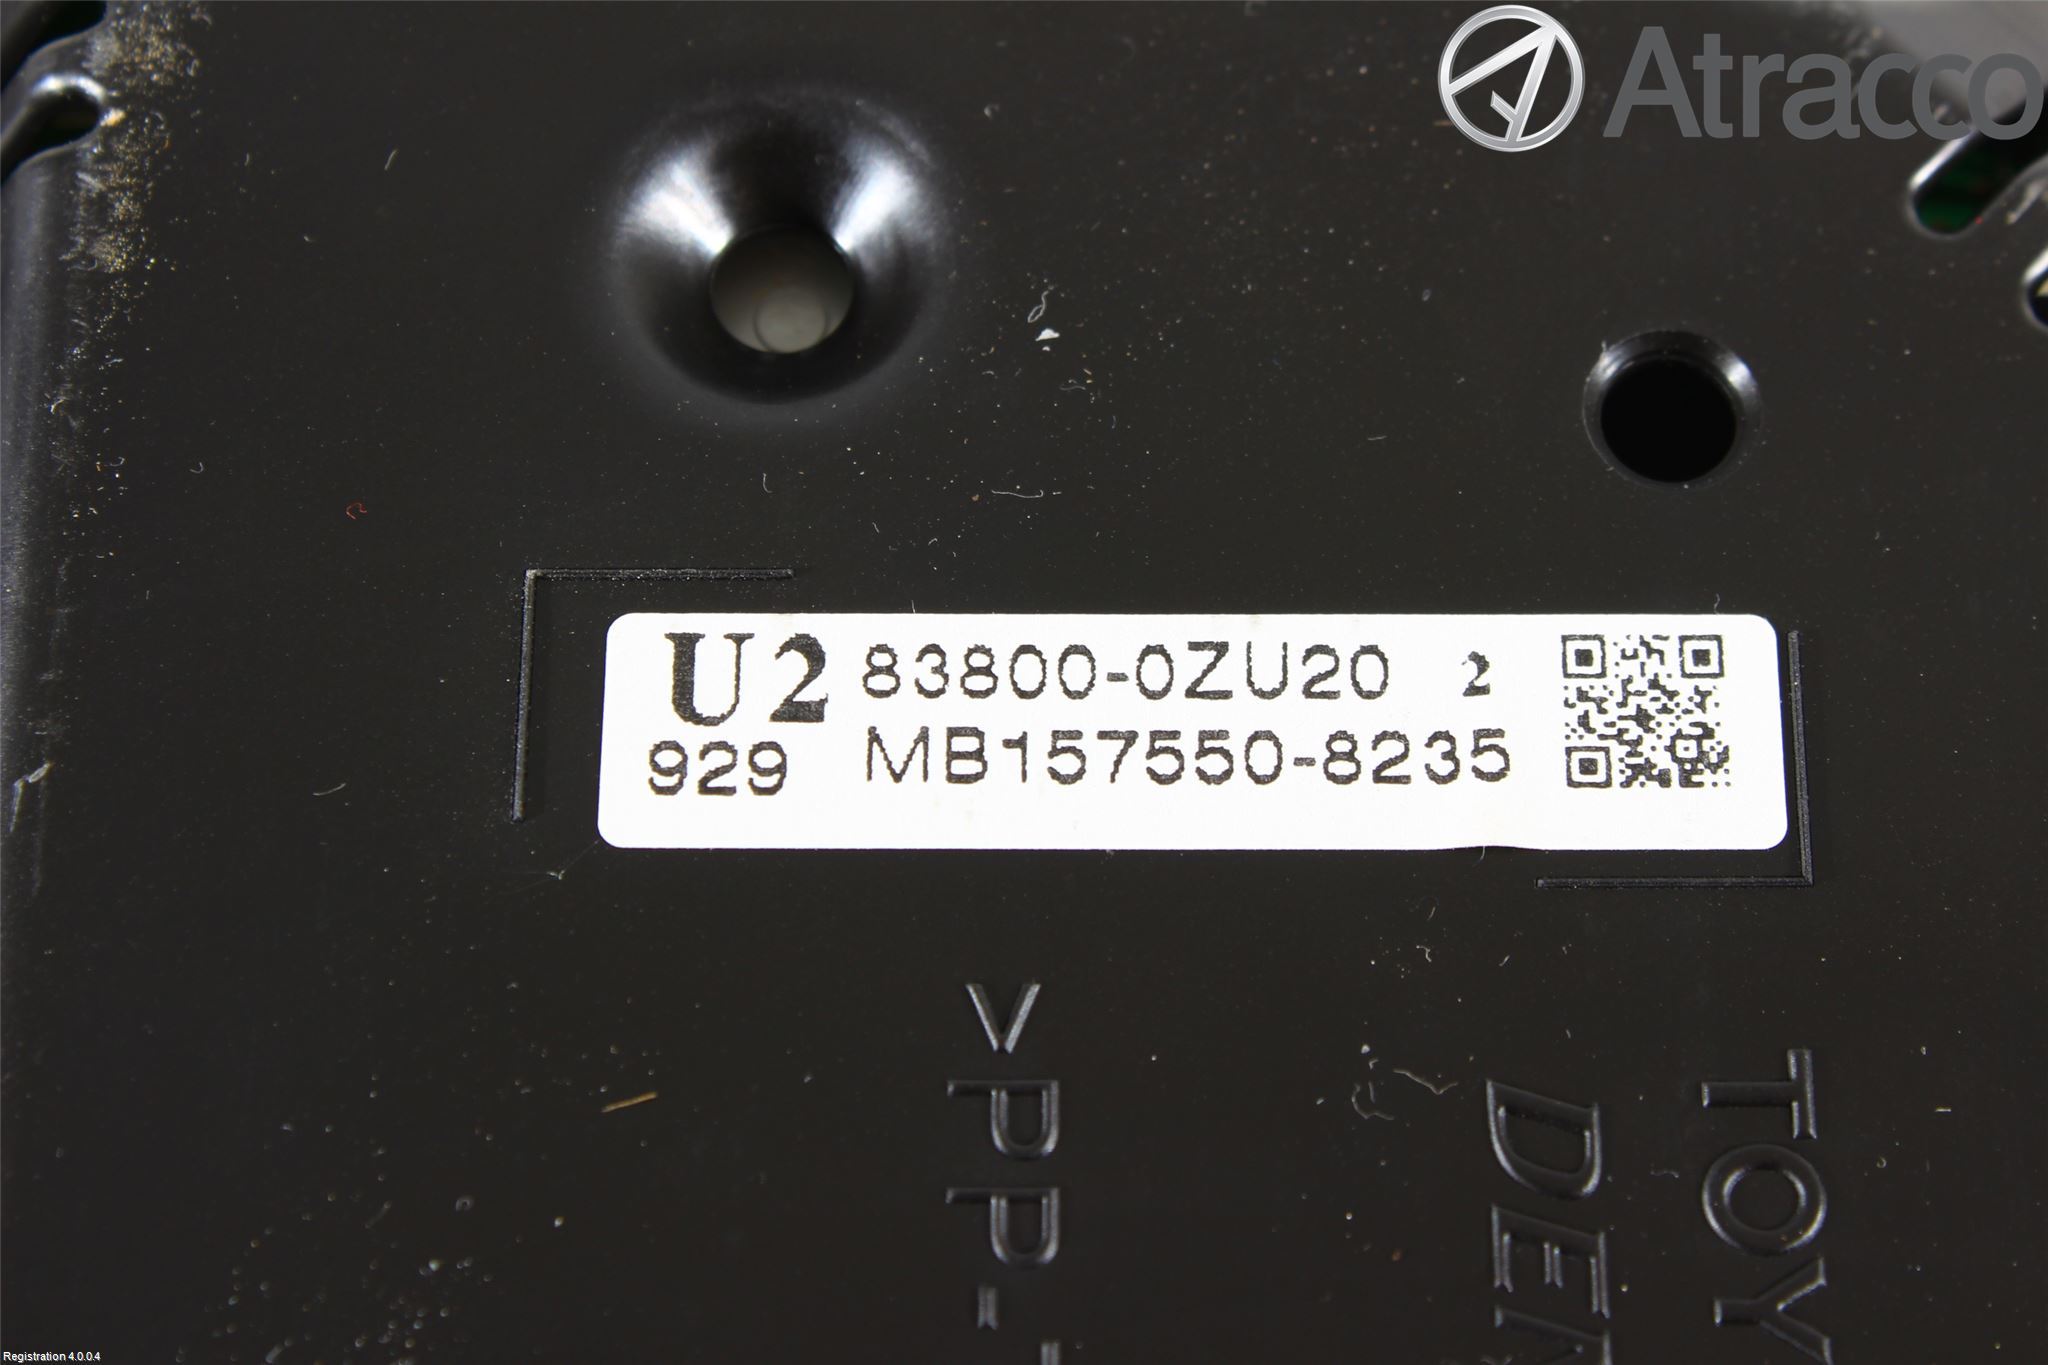 Atracco
U2 83800-0ZU20 2
929 MB157550-8235
>PP-
DEN
TOY
Registration 4.0.0.4